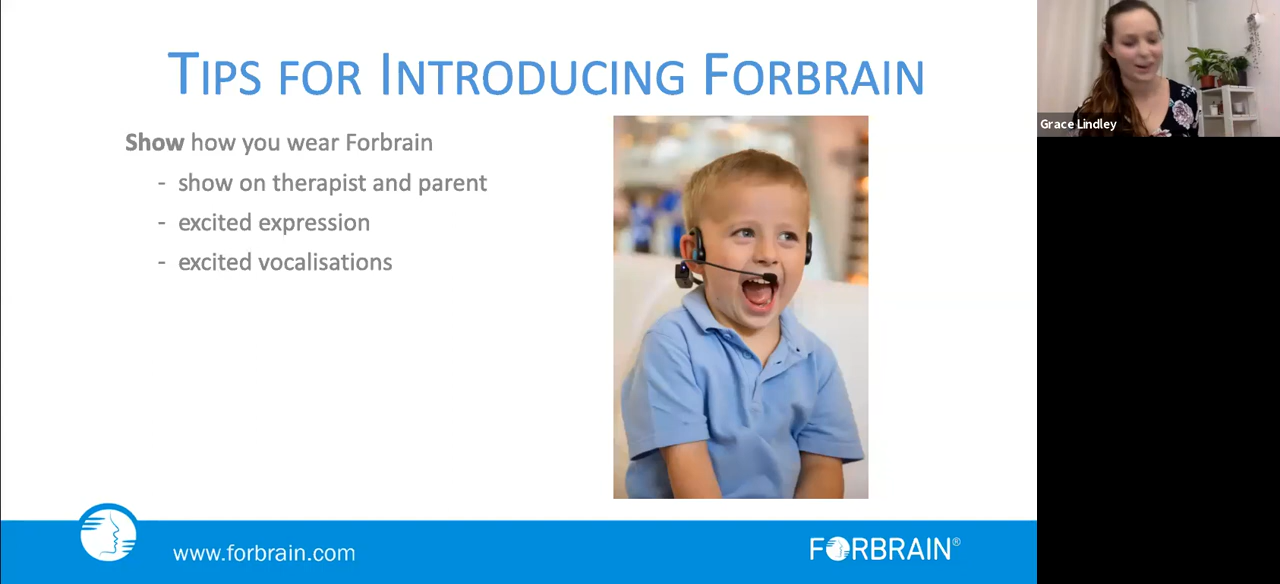 TIPS FOR INTRODUCING FORBRAIN
Show how you wear Forbrain
- show on therapist and parent
- excited expression
- excited vocalisations
www.forbrain.com
FORBRAIN®
Grace Lindley